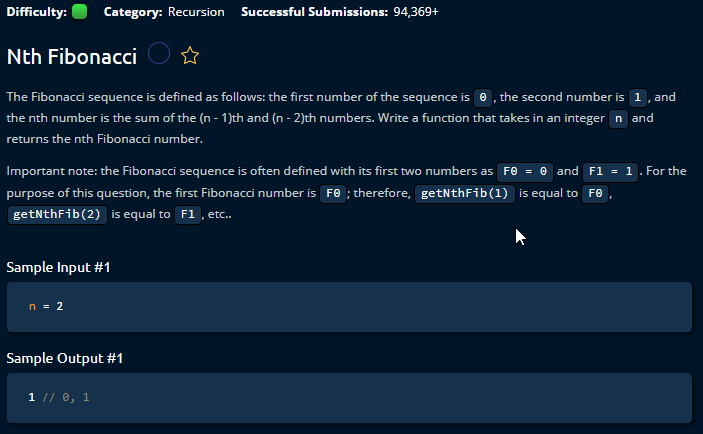 Difficulty: Category: Recursion Successful Submissions: 94,369+
Nth Fibonacci
The Fibonacci sequence is defined as follows: the first number of the sequence is 0 , the second number is 1 , and
the nth number is the sum of the (n - 1)th and (n - 2)th numbers. Write a function that takes in an integer n and
returns the nth Fibonacci number.
Important note: the Fibonacci sequence is often defined with its first two numbers as F0 = 0 and F1 = 1 . For the
purpose of this question, the first Fibonacci number is F0 ; therefore, getNthFib(1) is equal to F0 ,
getNthFib(2) is equal to F1 , etc..
Sample Input #1
n = 2
Sample Output #1
1 // 0, 1